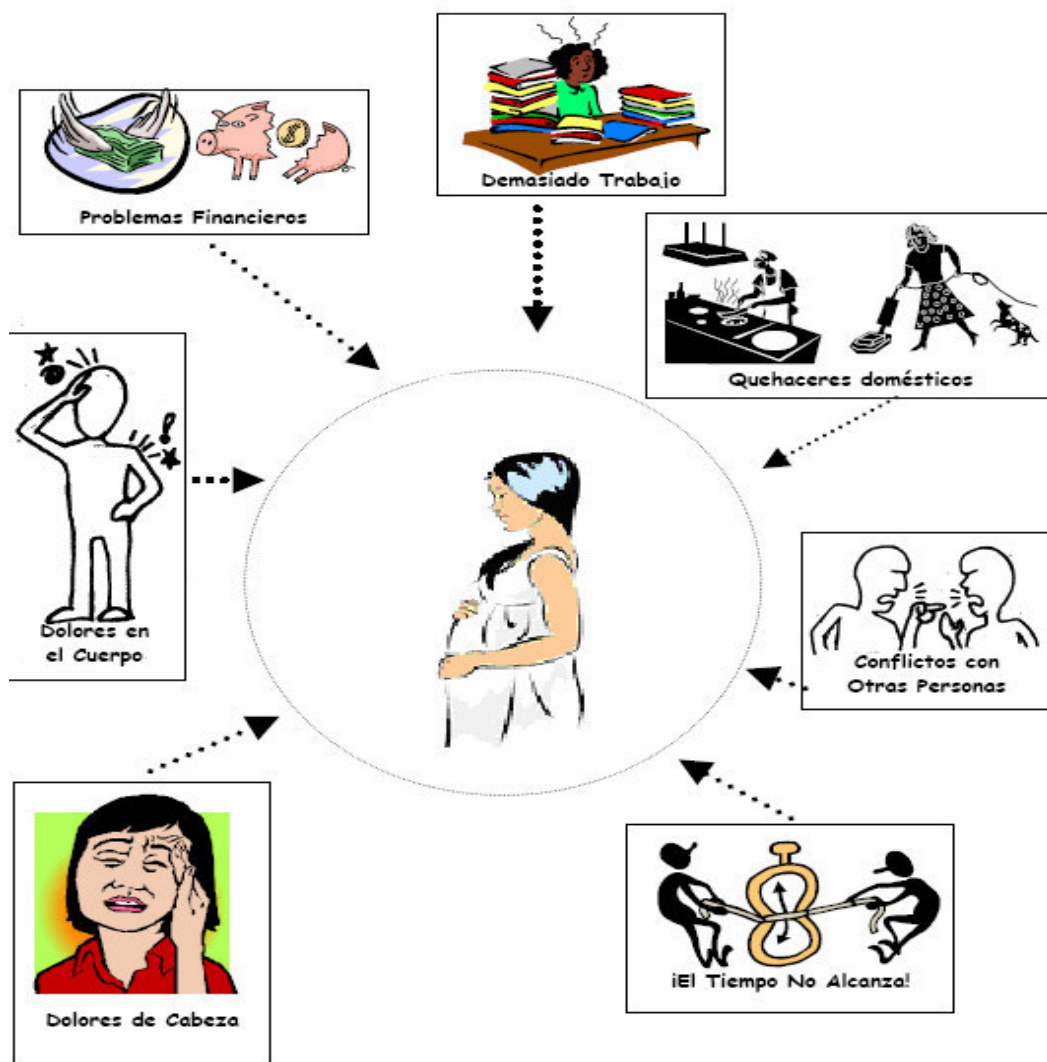 Demasiado Trabajo
Problemas Financieros
$
Quehaceres domésticos
!
Dolores en
el Cuerpo
Conflictos con
Otras Personas
¡El Tiempo No Alcanza!
Dolores de Cabeza